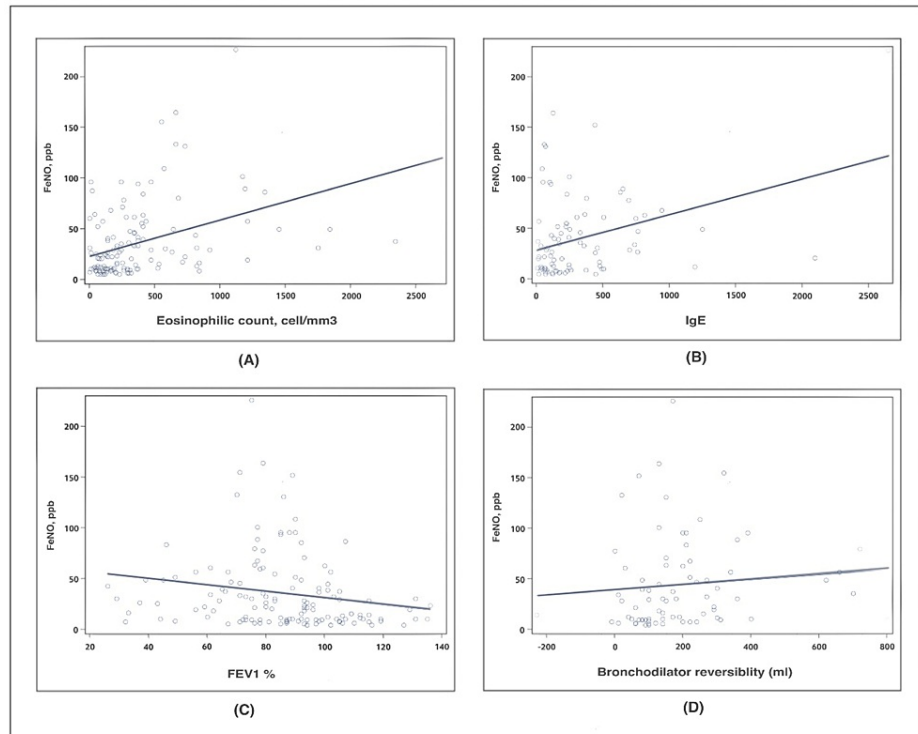 FeNO, ppb
200
150
100
50
0
0 500 1000 1500 2000 2500
Eosinophilic count, cell/mm3
(A)
FeNO, ppb
200
150
100
50
0
0 500 1000 1500 2000 2500
IgE
(B)
FeNO, ppb
200
150
100
50
0
20 40 60 80 100 120 140
FEV1 %
(C)
FeNO, ppb
200
150
100
50
0
-200 0 200 400 600 800
Bronchodilator reversiblity (ml)
(D)